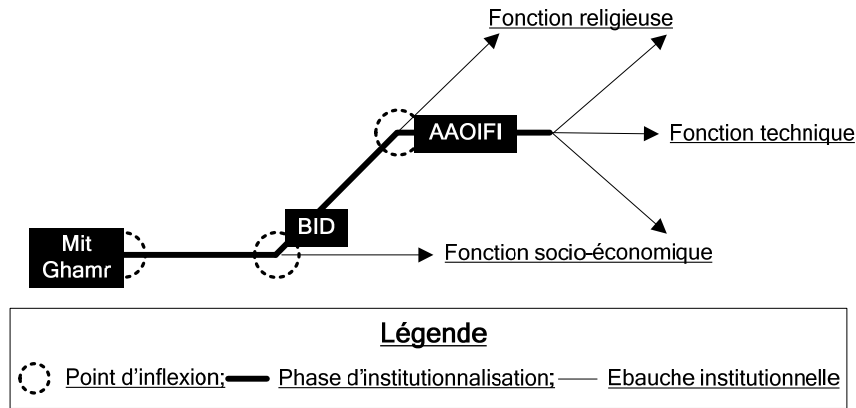 Fonction religieuse
AAOIFI
Fonction technique
BID
Mit
Ghamr
Fonction socio-économique
Légende
Point d'inflexion; Phase d'institutionnalisation; Ebauche institutionnelle